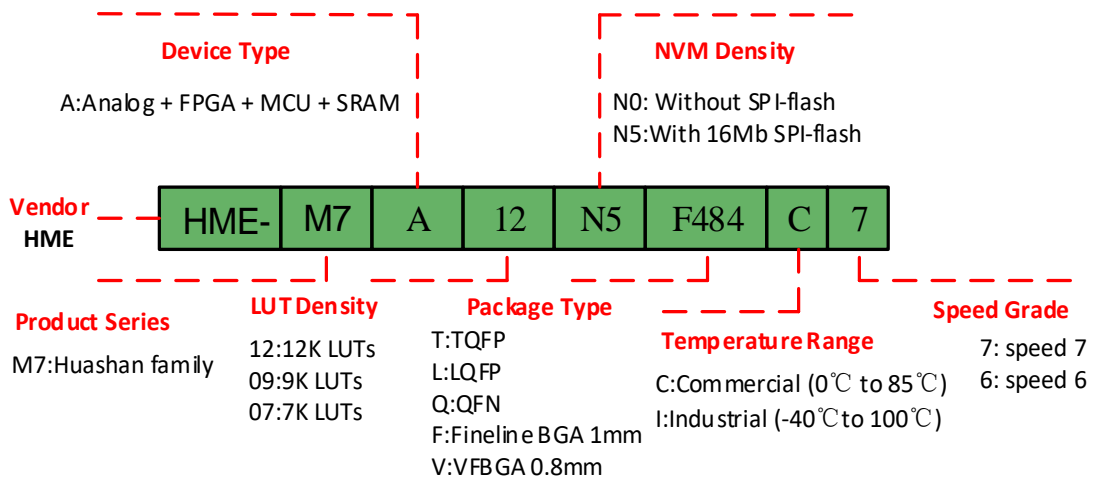 Device Type
A:Analog + FPGA + MCU + SRAM
NVM Density
N0: Without SPI-flash
N5:With 16Mb SPI-flash
Vendor
HME
HME- M7 A 12 N5 F484 C 7
Product Series
M7:Huashan family
LUT Density
12:12K LUTs
09:9K LUTs
07:7K LUTs
Package Type
T:TQFP
L:LQFP
Q:QFN
F:Fineline BGA 1mm
V:VFBGA 0.8mm
Temperature Range
C:Commercial (0℃ to 85℃)
I:Industrial (-40℃ to 100℃)
Speed Grade
7: speed 7
6: speed 6